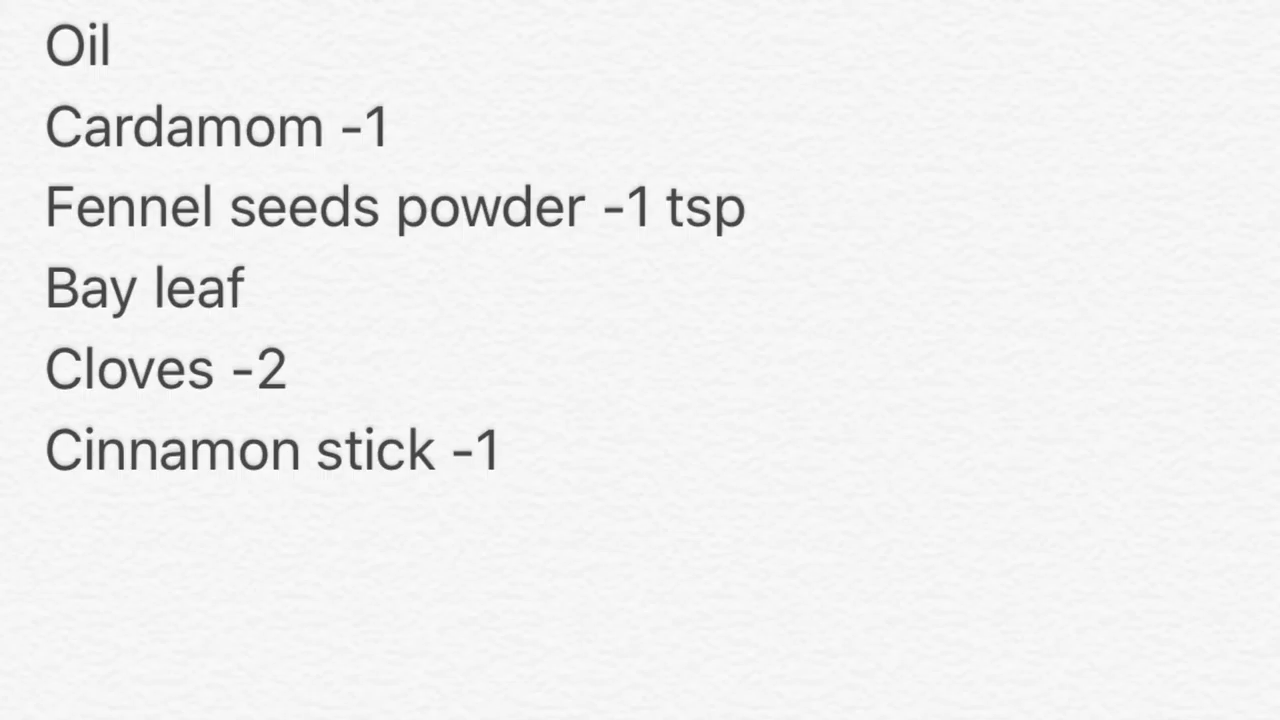 Oil
Cardamom -1
Fennel seeds powder -1 tsp
Bay leaf
Cloves -2
Cinnamon stick -1